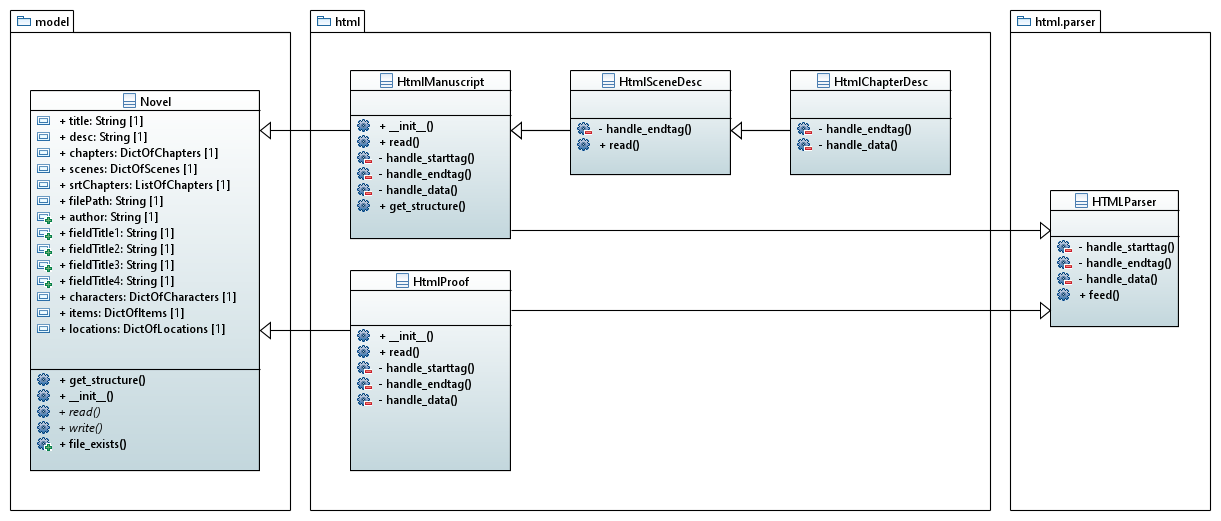 model
Novel
+ title: String [1]
+ desc: String [1]
+ chapters: DictOfChapters [1]
+ scenes: DictOfScenes [1]
+ srtChapters: ListOfChapters [1]
+ filePath: String [1]
+ author: String [1]
+ fieldTitle1: String [1]
+ fieldTitle2: String [1]
+ fieldTitle3: String [1]
+ fieldTitle4: String [1]
+ characters: DictOfCharacters [1]
+ items: DictOfItems [1]
+ locations: DictOfLocations [1]
+ get_structure()
+ __init__()
+ read()
+ write()
+ file_exists()
html
HtmlManuscript
+ __init__()
+ read()
- handle_starttag()
- handle_endtag()
- handle_data()
+ get_structure()
HtmlSceneDesc
- handle_endtag()
+ read()
HtmlChapterDesc
- handle_endtag()
- handle_data()
HtmlProof
+ __init__()
+ read()
- handle_starttag()
- handle_endtag()
- handle_data()
html.parser
HTMLParser
- handle_starttag()
- handle_endtag()
- handle_data()
+ feed()